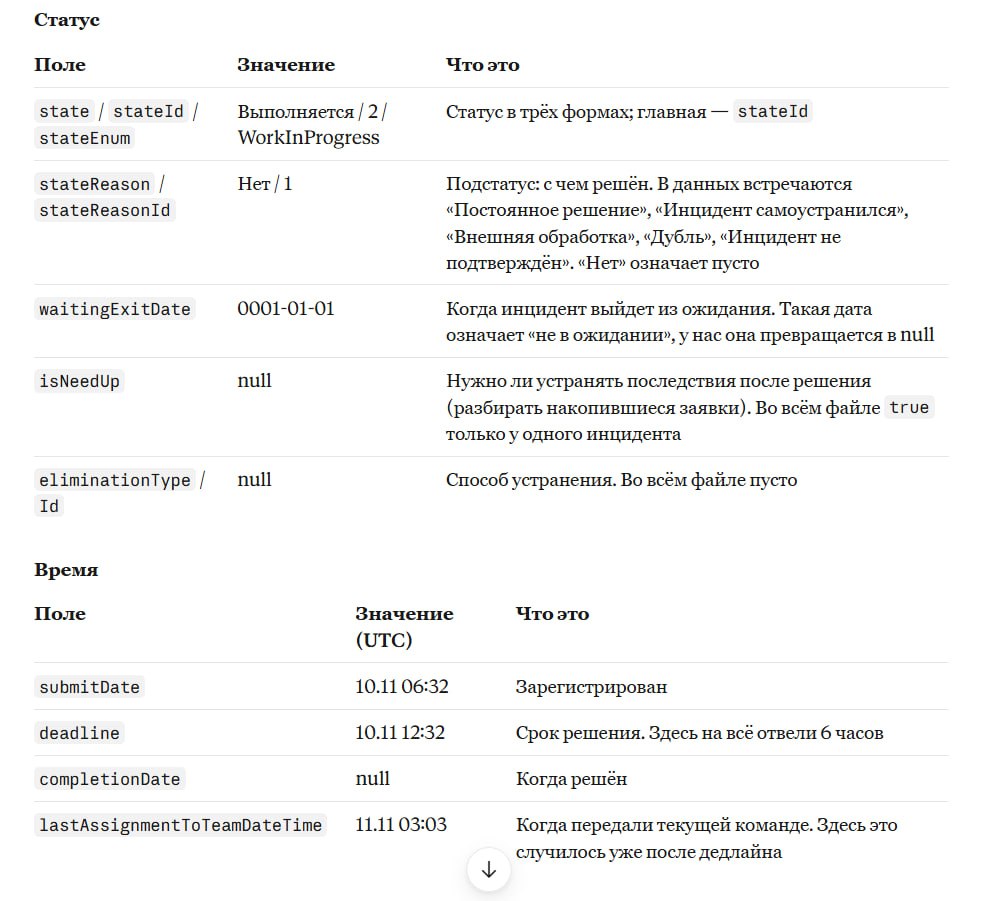 Статус
Поле Значение Что это
state / stateId / Выполняется / 2 / Статус в трёх формах; главная — stateId
stateEnum WorkInProgress
stateReason / Нет / 1 Подстатус: с чем решён. В данных встречаются
stateReasonId «Постоянное решение», «Инцидент самоустранился»,
«Внешняя обработка», «Дубль», «Инцидент не
подтверждён». «Нет» означает пусто
waitingExitDate 0001-01-01 Когда инцидент выйдет из ожидания. Такая дата
означает «не в ожидании», у нас она превращается в null
isNeedUp null Нужно ли устранять последствия после решения
(разбирать накопившиеся заявки). Во всём файле true
только у одного инцидента
eliminationType / null Способ устранения. Во всём файле пусто
Id
Время
Поле Значение Что это
(UTC)
submitDate 10.11 06:32 Зарегистрирован
deadline 10.11 12:32 Срок решения. Здесь на всё отвели 6 часов
completionDate null Когда решён
lastAssignmentToTeamDateTime 11.11 03:03 Когда передали текущей команде. Здесь это
случилось уже после дедлайна